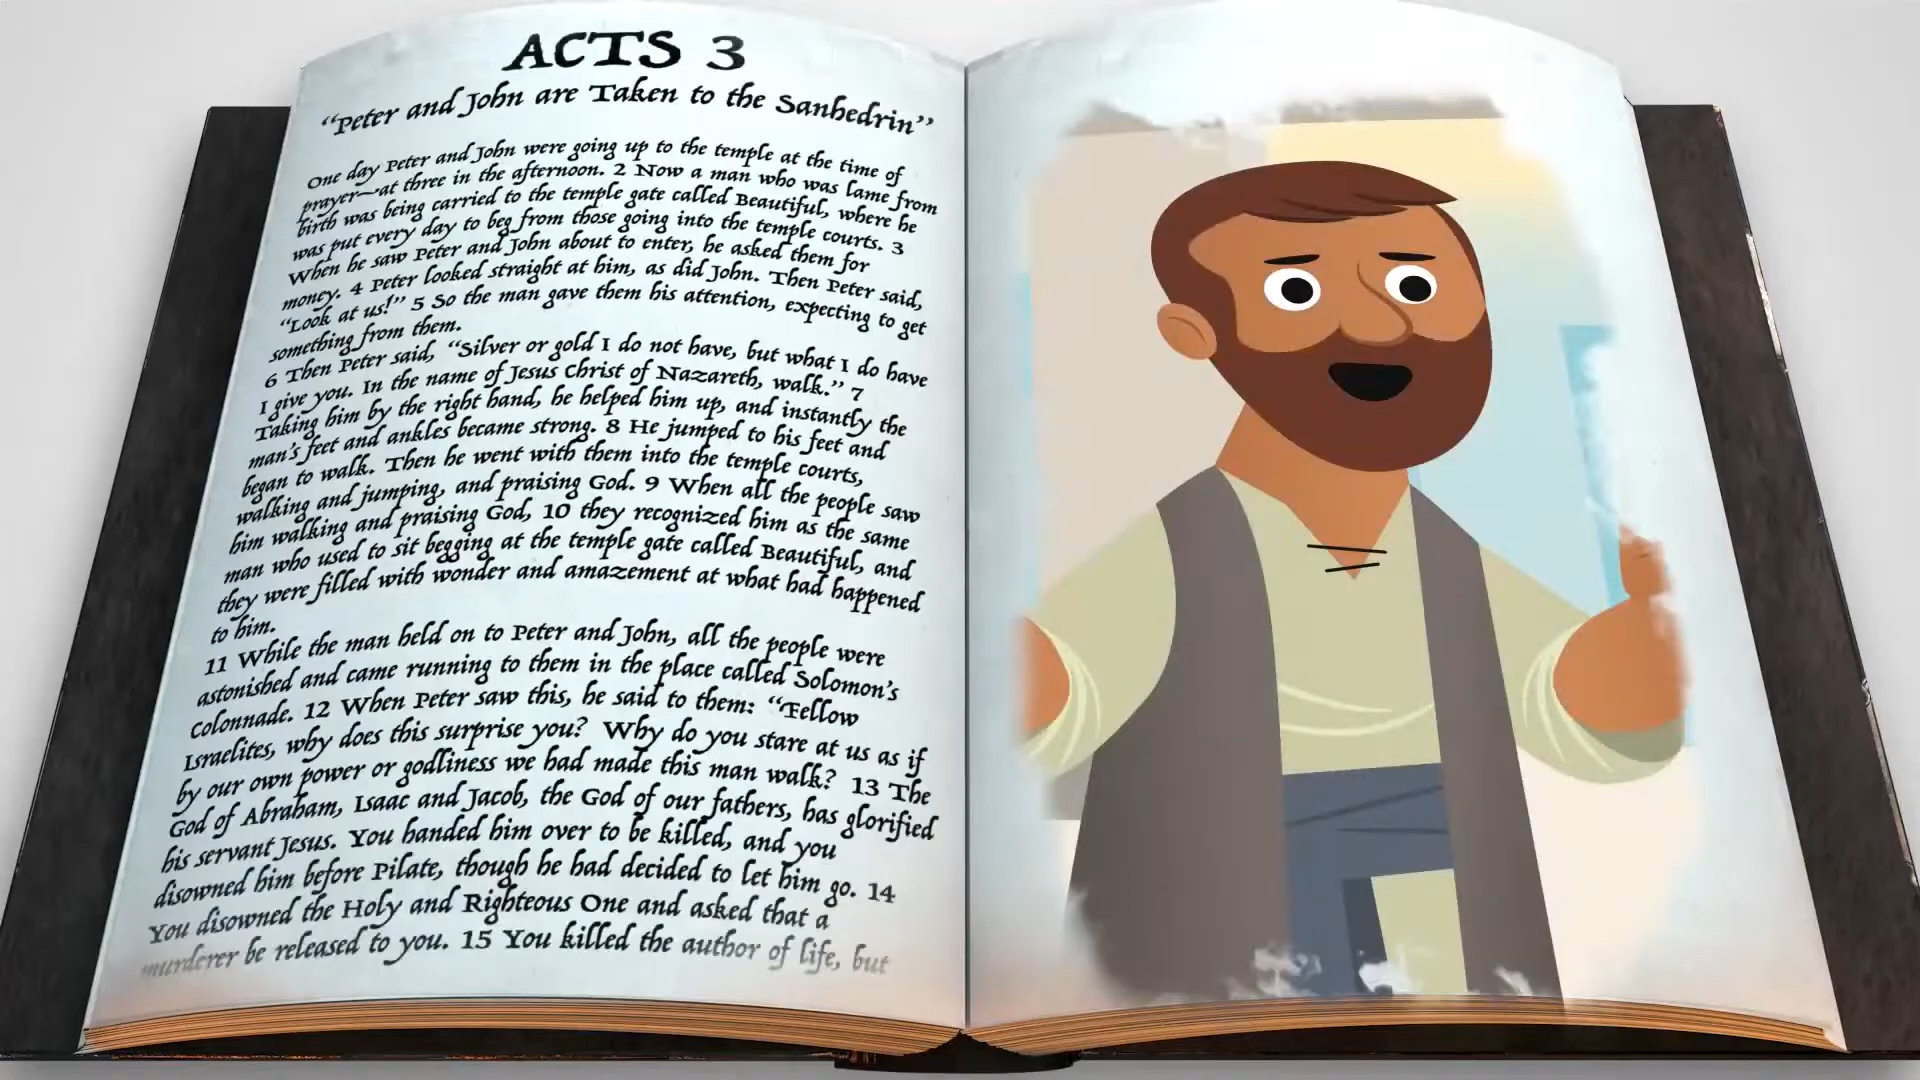 ACTS 3
“Peter and John are Taken to the Sanhedrin”
One day Peter and John were going up to the temple at the time of
prayer—at three in the afternoon. 2 Now a man who was lame from
birth was being carried to the temple gate called Beautiful, where he
was put every day to beg from those going into the temple courts. 3
When he saw Peter and John about to enter, he asked them for
money. 4 Peter looked straight at him, as did John. Then Peter said,
“Look at us!” 5 So the man gave them his attention, expecting to get
something from them.
6 Then Peter said, “Silver or gold I do not have, but what I do have
I give you. In the name of Jesus Christ of Nazareth, walk.” 7
Taking him by the right hand, he helped him up, and instantly the
man’s feet and ankles became strong. 8 He jumped to his feet and
began to walk. Then he went with them into the temple courts,
walking and jumping, and praising God. 9 When all the people saw
him walking and praising God, 10 they recognized him as the same
man who used to sit begging at the temple gate called Beautiful, and
they were filled with wonder and amazement at what had happened
to him.
11 While the man held on to Peter and John, all the people were
astonished and came running to them in the place called Solomon’s
Colonnade. 12 When Peter saw this, he said to them: “Fellow
Israelites, why does this surprise you? Why do you stare at us as if
by our own power or godliness we had made this man walk? 13 The
God of Abraham, Isaac and Jacob, the God of our fathers, has glorified
his servant Jesus. You handed him over to be killed, and you
disowned him before Pilate, though he had decided to let him go. 14
You disowned the Holy and Righteous One and asked that a
murderer be released to you. 15 You killed the author of life, but